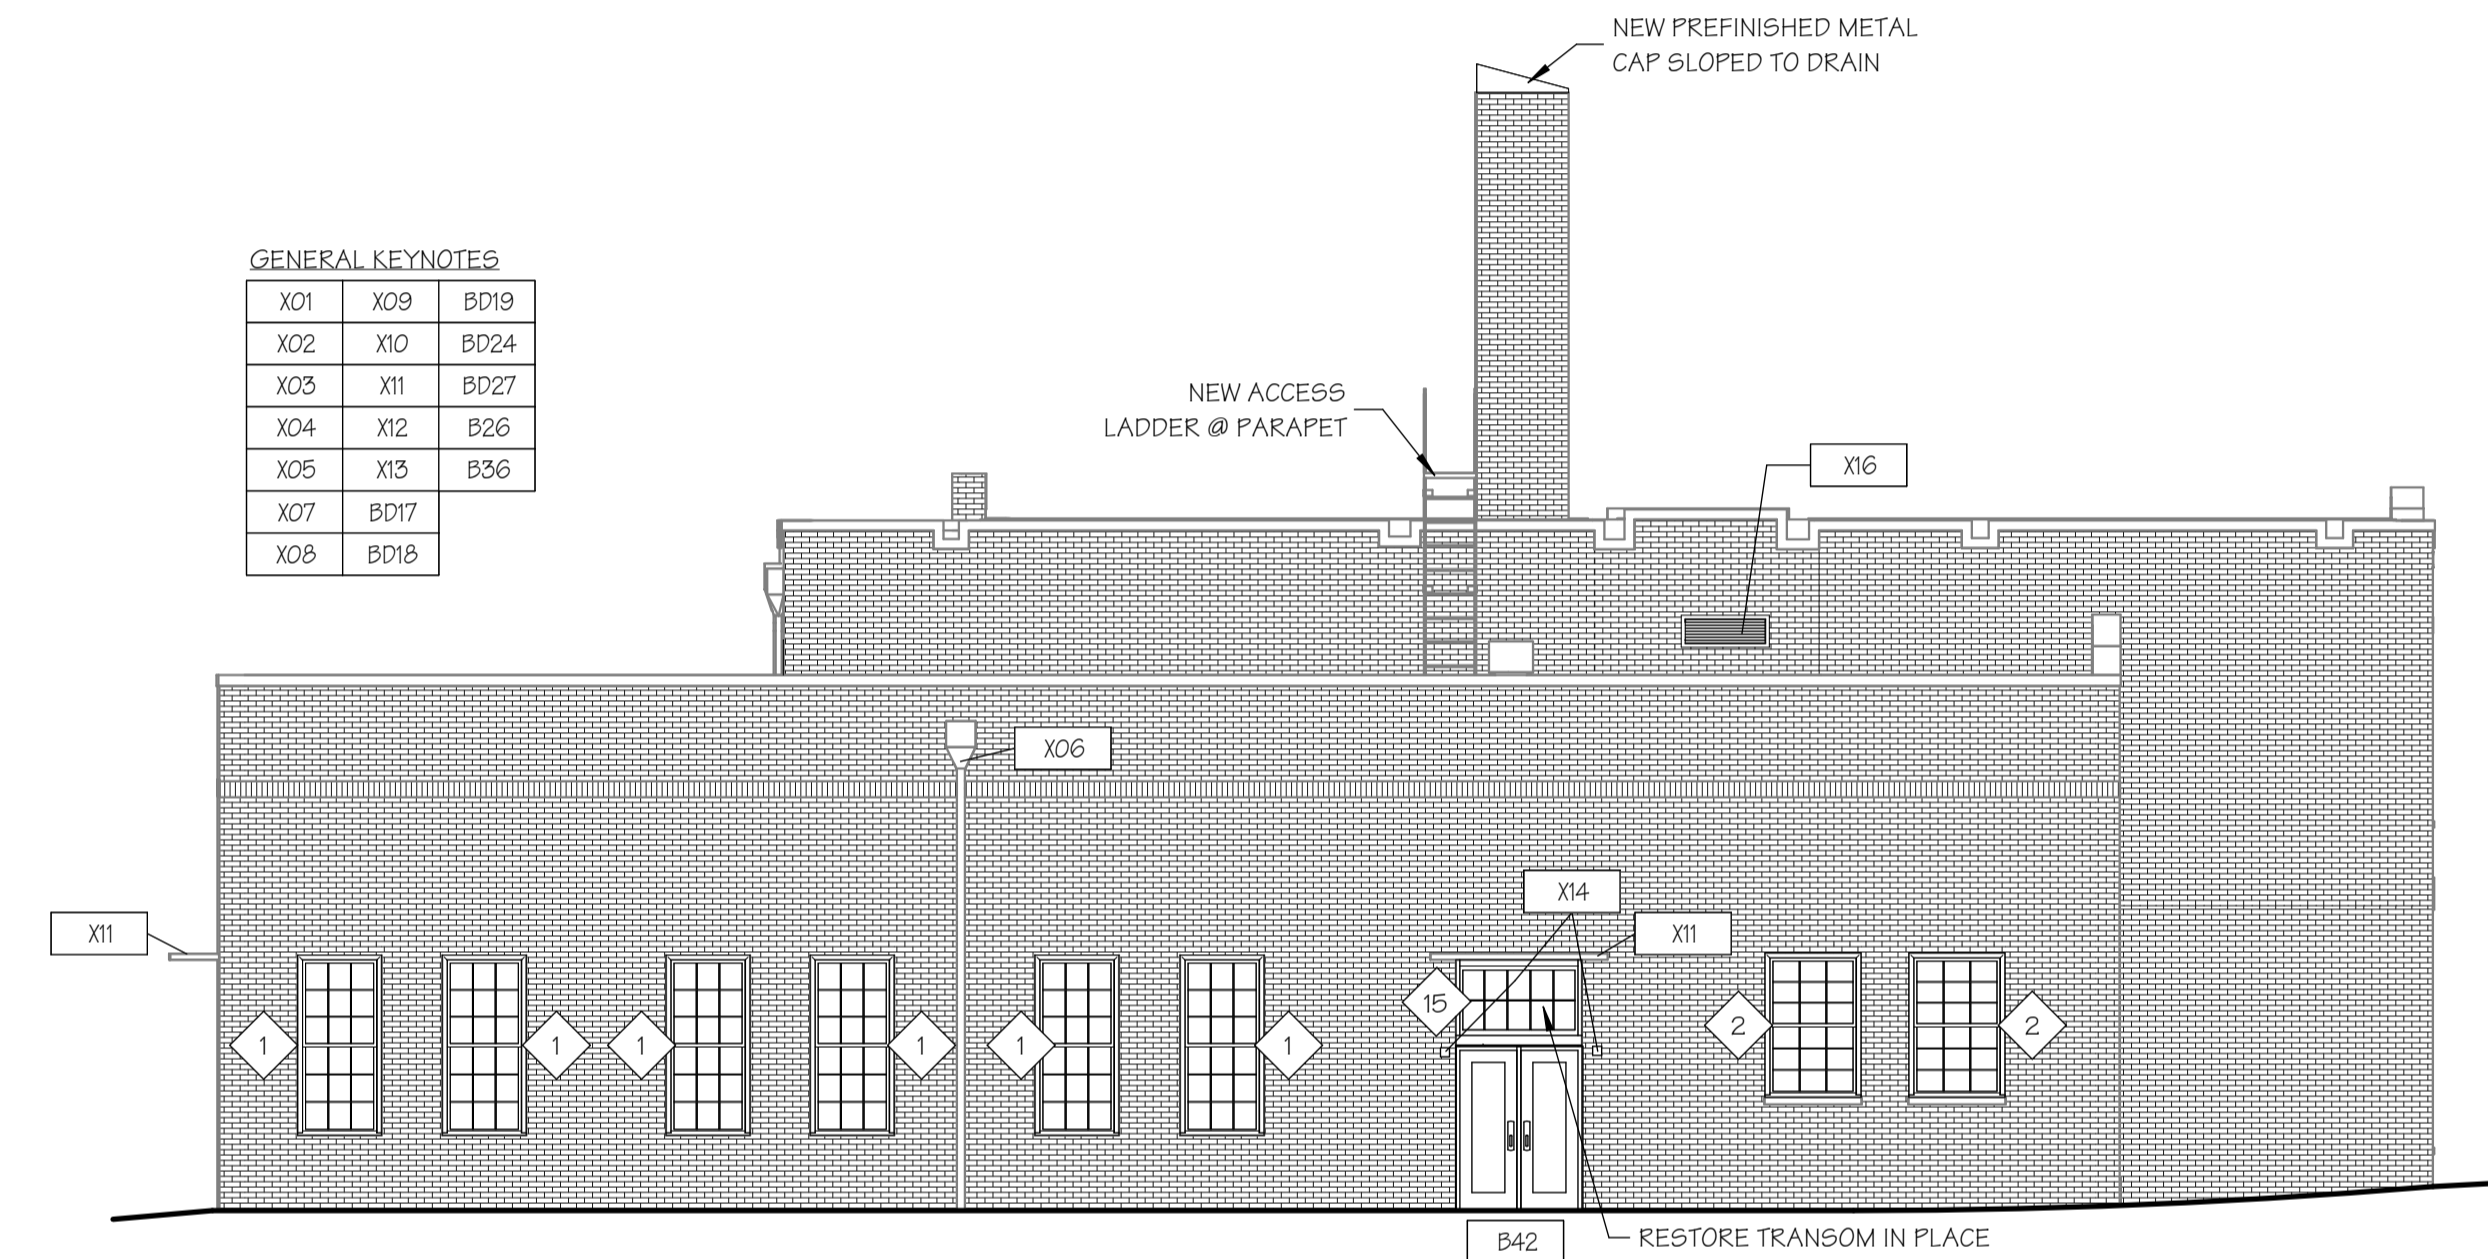 NEW PREFINISHED METAL
CAP SLOPED TO DRAIN
GENERAL KEYNOTES
X01 X09 BD19
X02 X10 BD24
X03 X11 BD27
X04 X12 B26
X05 X13 B36
X07 BD17
X08 BD18
NEW ACCESS
LADDER @ PARAPET
X16
X06
X14
X11
X11
15
1
1
1
1
1
1
2
2
B42
RESTORE TRANSOM IN PLACE